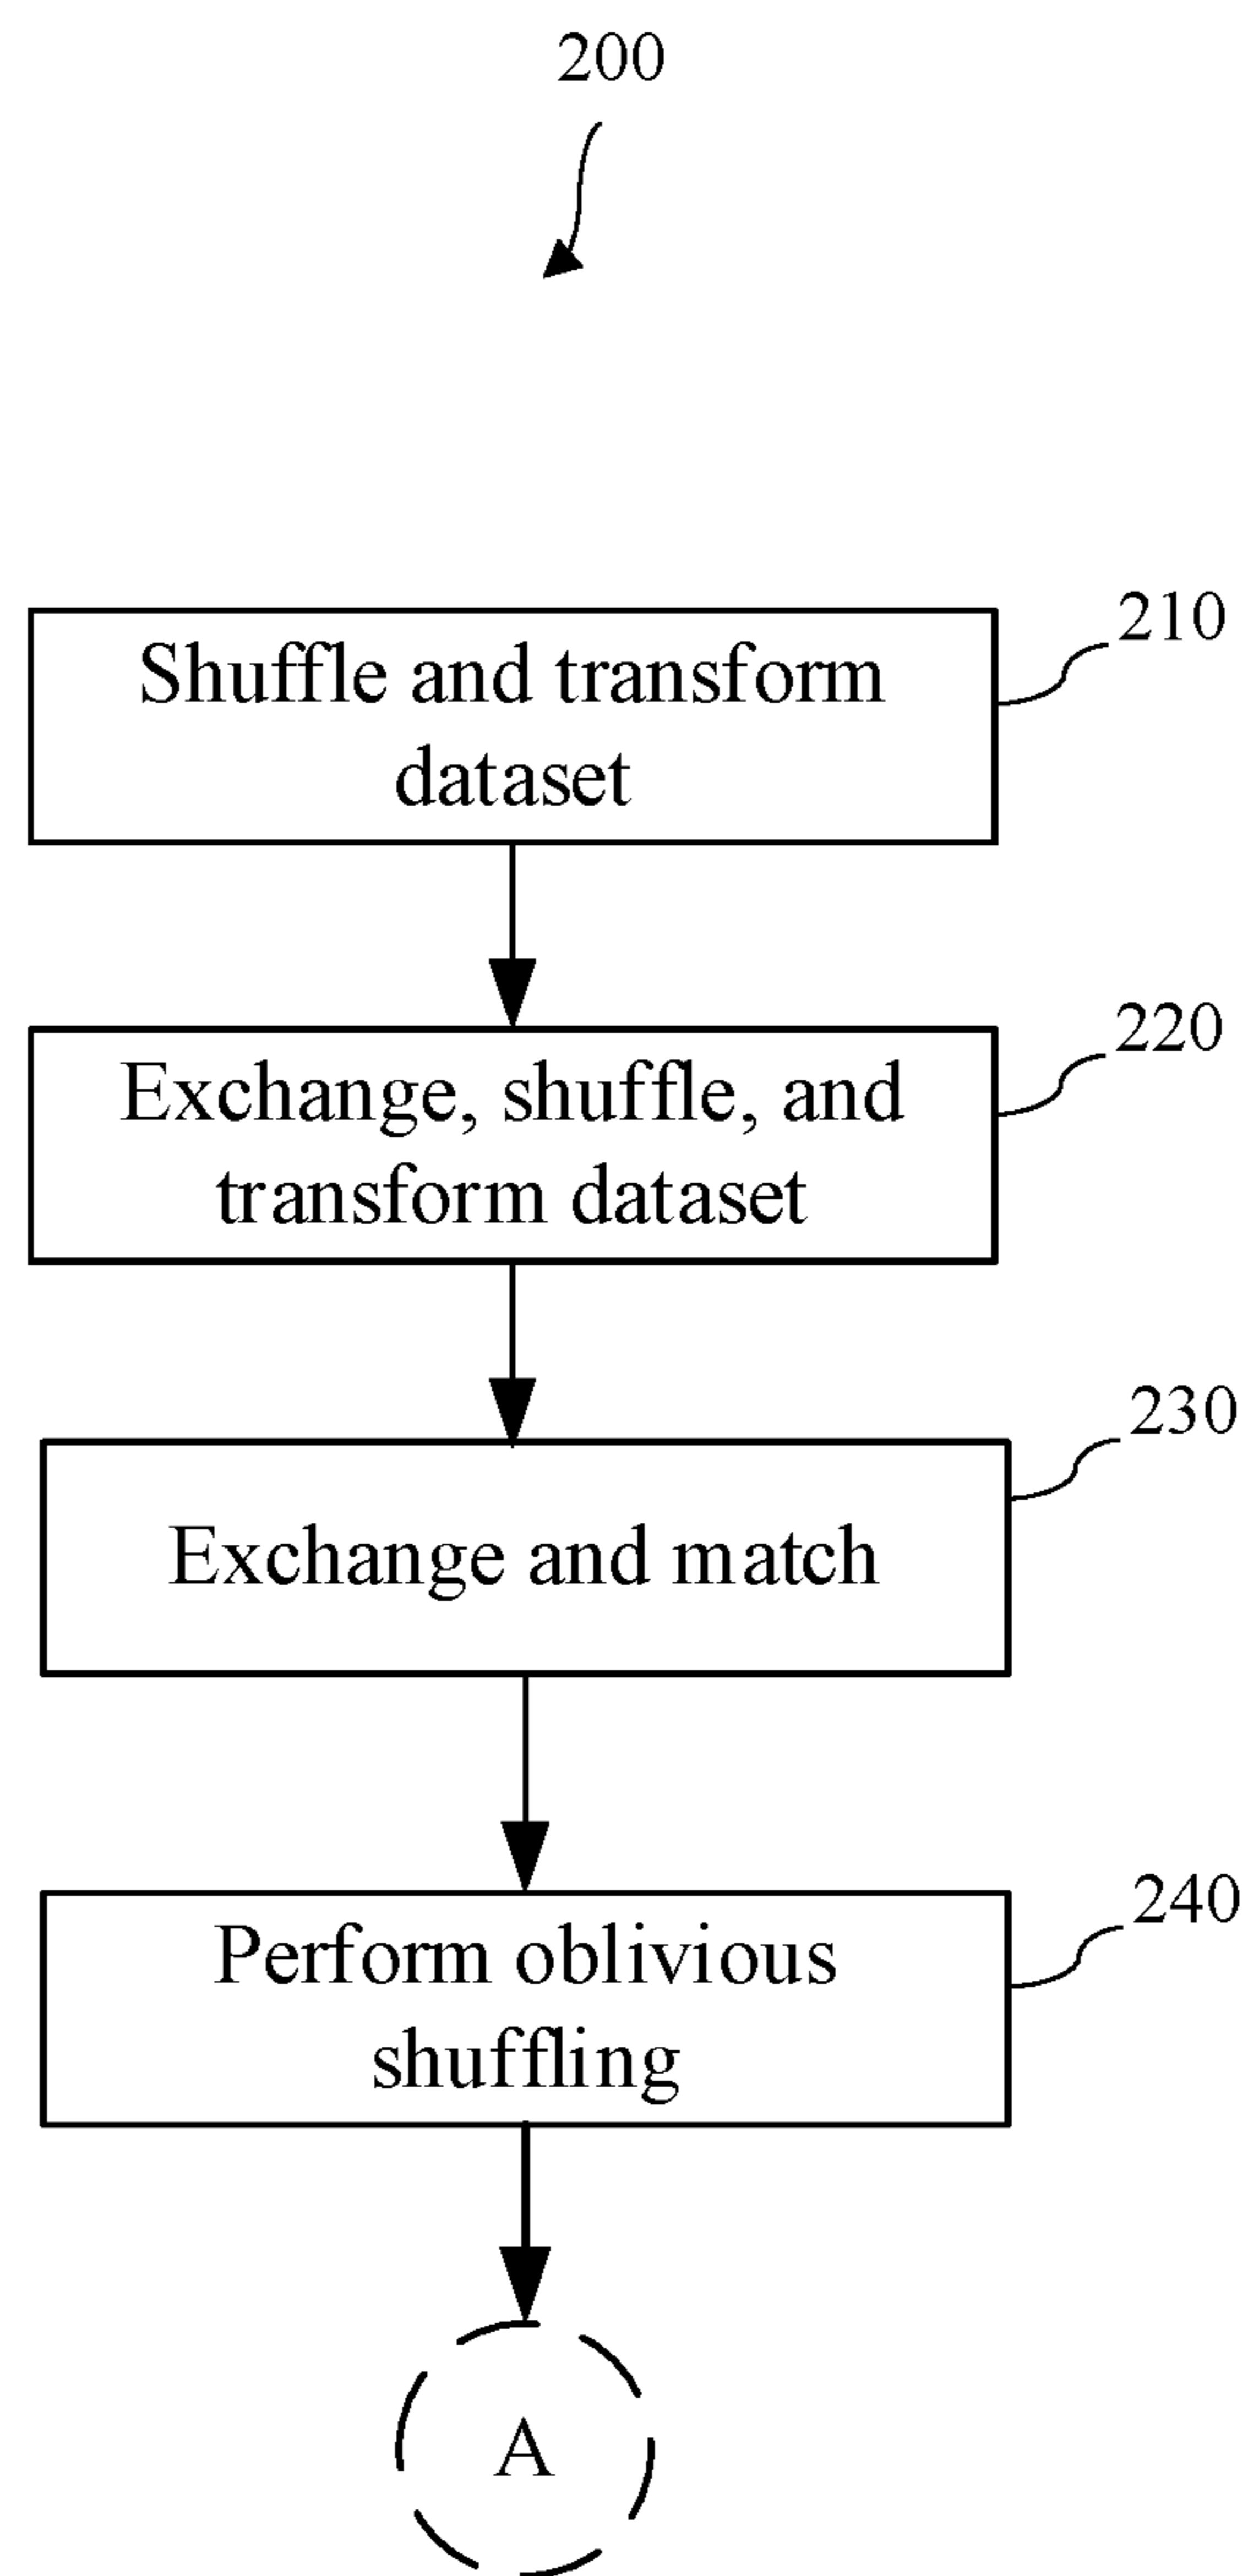 200
210
Shuffle and transform
dataset
220
Exchange, shuffle, and
transform dataset
230
Exchange and match
240
Perform oblivious
shuffling
A